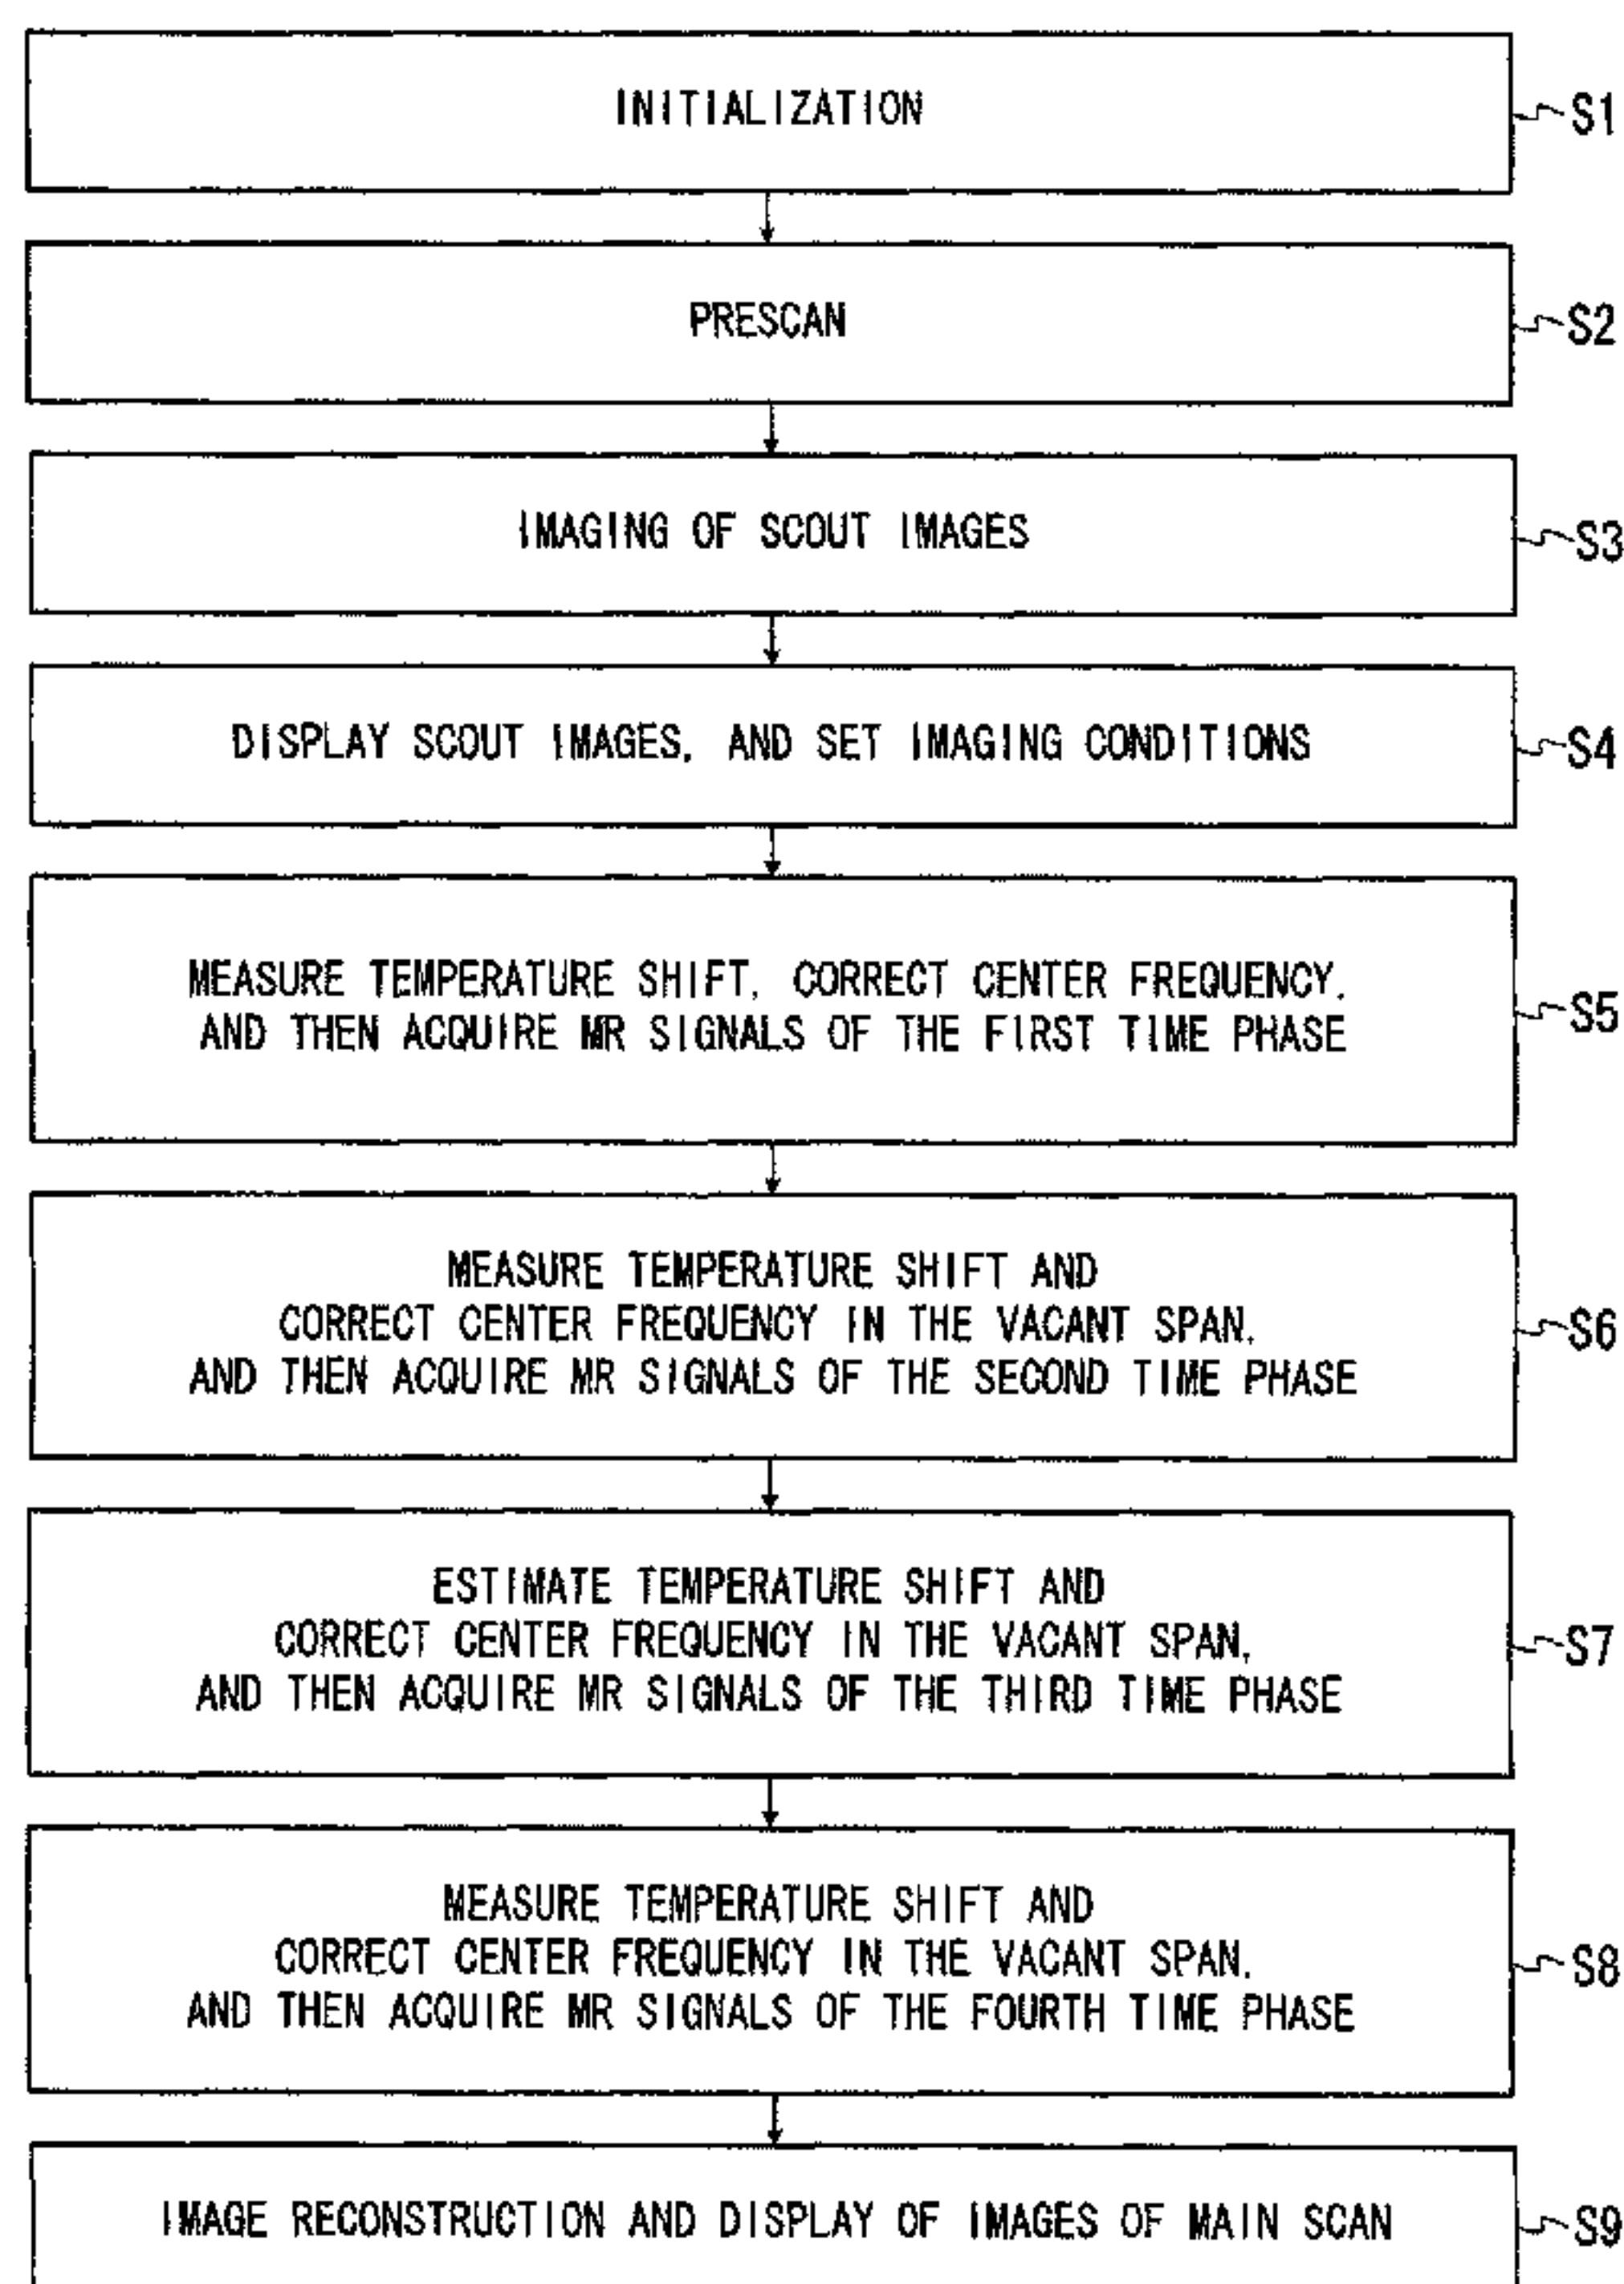 INITIALIZATION
S1
PRESCAN
S2
IMAGING OF SCOUT IMAGES
S3
DISPLAY SCOUT IMAGES, AND SET IMAGING CONDITIONS
S4
MEASURE TEMPERATURE SHIFT, CORRECT CENTER FREQUENCY,
AND THEN ACQUIRE MR SIGNALS OF THE FIRST TIME PHASE
S5
MEASURE TEMPERATURE SHIFT AND
CORRECT CENTER FREQUENCY IN THE VACANT SPAN,
AND THEN ACQUIRE MR SIGNALS OF THE SECOND TIME PHASE
S6
ESTIMATE TEMPERATURE SHIFT AND
CORRECT CENTER FREQUENCY IN THE VACANT SPAN,
AND THEN ACQUIRE MR SIGNALS OF THE THIRD TIME PHASE
S7
MEASURE TEMPERATURE SHIFT AND
CORRECT CENTER FREQUENCY IN THE VACANT SPAN,
AND THEN ACQUIRE MR SIGNALS OF THE FOURTH TIME PHASE
S8
IMAGE RECONSTRUCTION AND DISPLAY OF IMAGES OF MAIN SCAN
S9